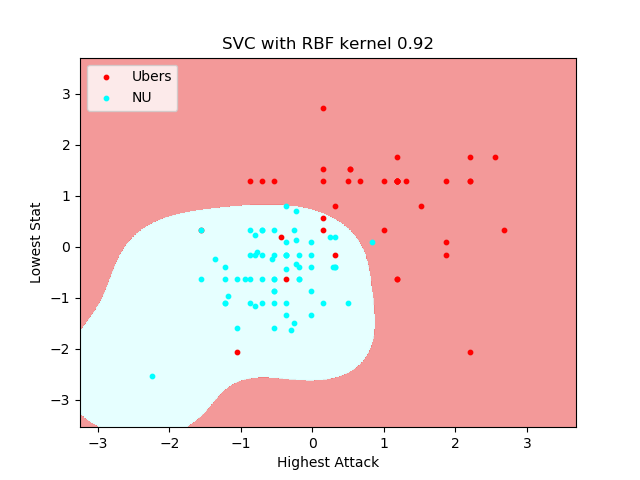 SVC with RBF kernel 0.92
Ubers
NU
3
2
1
0
−1
−2
−3
Lowest Stat
−3
−2
−1
0
1
2
3
Highest Attack